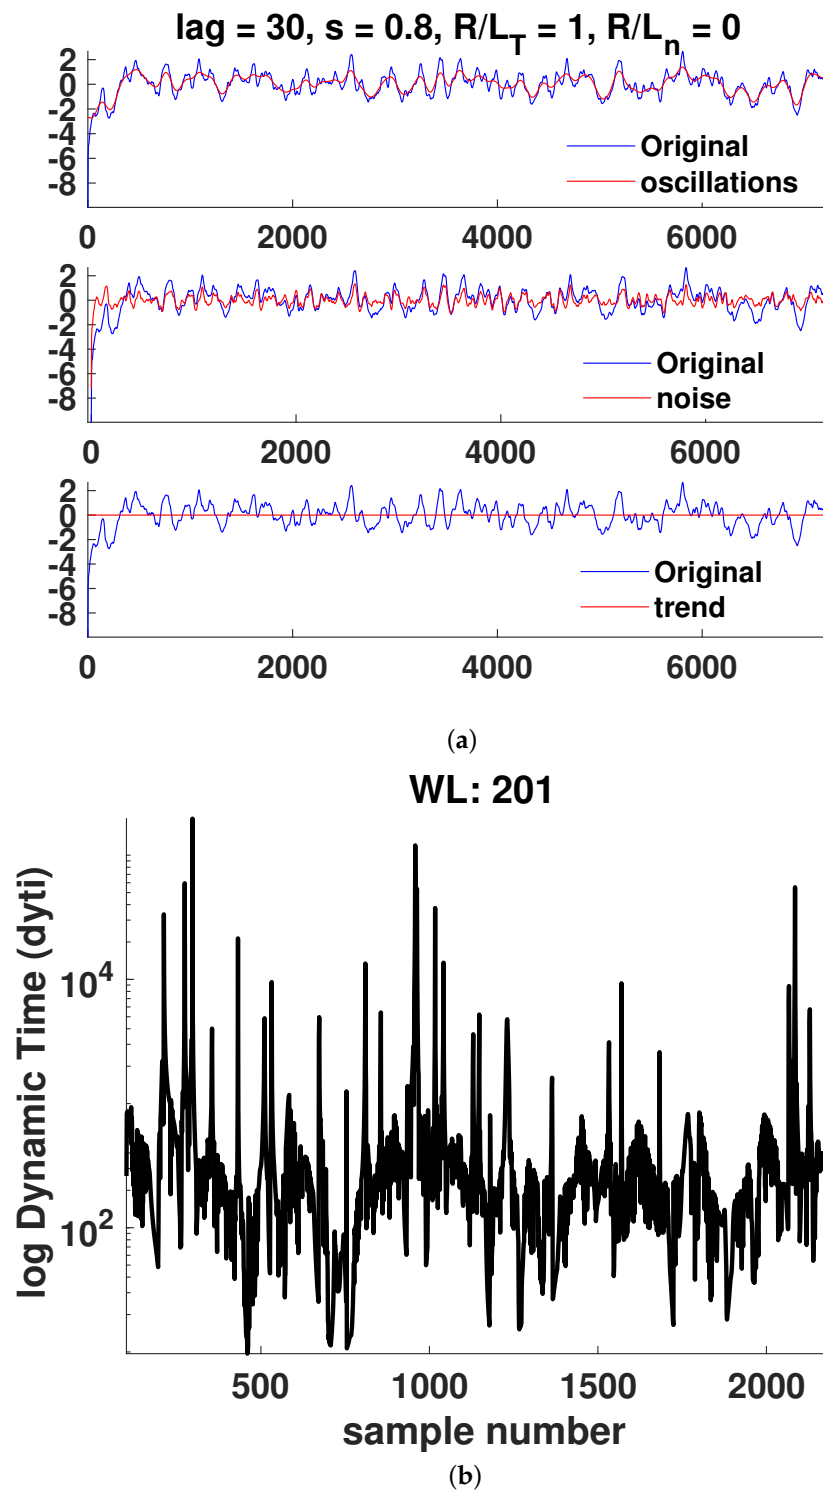 lag = 30, s = 0.8, R/L_T = 1, R/L_n = 0
2
0
-2
-4
-6
-8
Original
oscillations
0 2000 4000 6000
2
0
-2
-4
-6
-8
Original
noise
0 2000 4000 6000
2
0
-2
-4
-6
-8
Original
trend
0 2000 4000 6000
(a)
WL: 201
log Dynamic Time (dyti)
10^4
10^2
500 1000 1500 2000
sample number
(b)